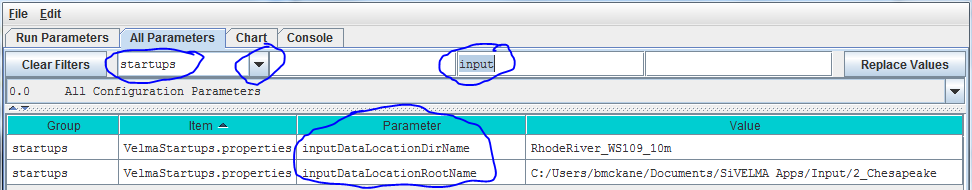 File Edit
Run Parameters All Parameters Chart Console
Clear Filters startups input Replace Values
0.0 All Configuration Parameters
Group Item Parameter Value
startups VelmaStartups.properties inputDataLocationDirName RhodeRiver_WS109_10m
startups VelmaStartups.properties inputDataLocationRootName C:/Users/bmckane/Documents/SiVELMA Apps/Input/2_Chesapeake